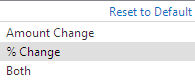 Reset to Default
Amount Change
% Change
Both